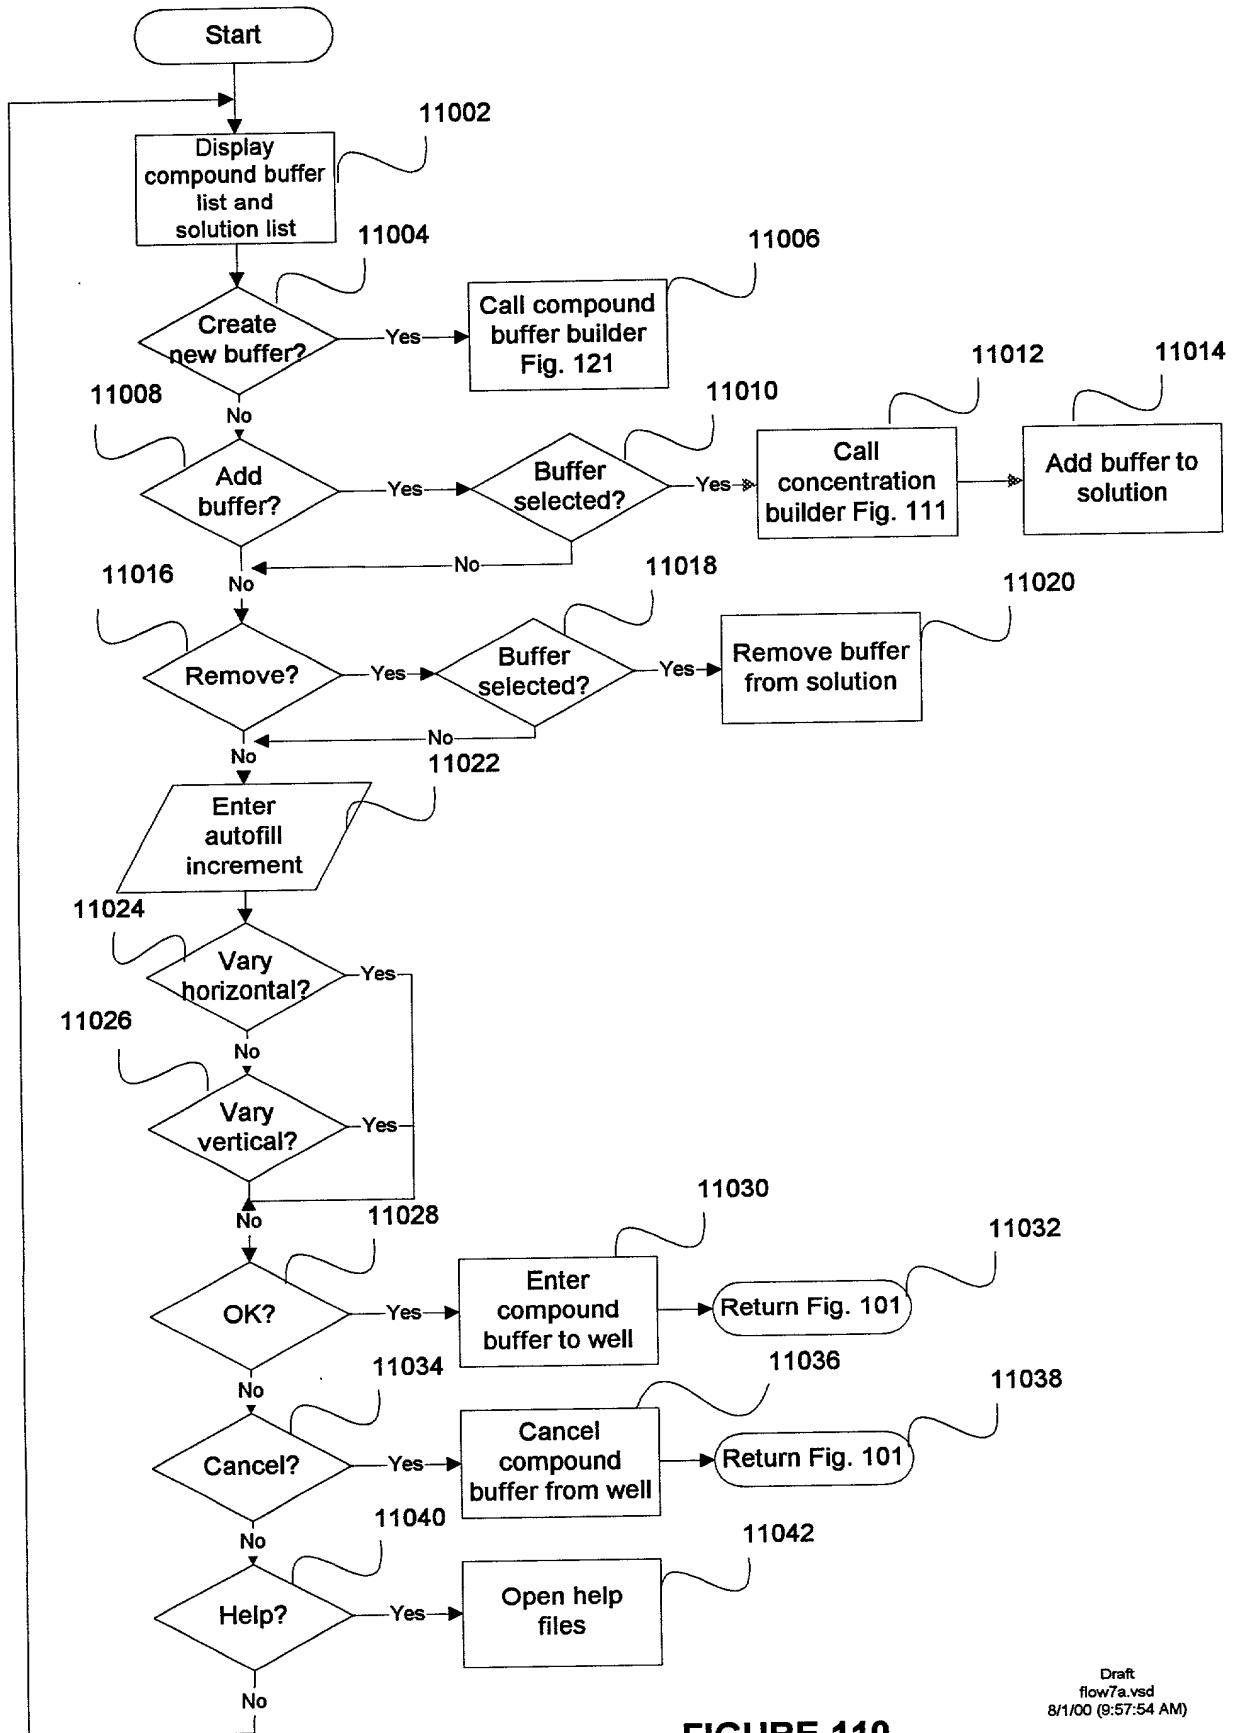 Start
11002
Display
compound buffer
list and
solution list
11004
11006
Create
new buffer?
Yes
Call compound
buffer builder
Fig. 121
No
11008
11010
11012
11014
Add
buffer?
Yes
Buffer
selected?
Yes
Call
concentration
builder Fig. 111
Add buffer to
solution
No
No
11016
11018
11020
Remove?
Yes
Buffer
selected?
Yes
Remove buffer
from solution
No
No
11022
Enter
autofill
increment
11024
Vary
horizontal?
Yes
No
11026
Vary
vertical?
Yes
No
11028
11030
11032
OK?
Yes
Enter
compound
buffer to well
Return Fig. 101
No
11034
11036
11038
Cancel?
Yes
Cancel
compound
buffer from well
Return Fig. 101
No
11040
11042
Help?
Yes
Open help
files
No
Draft
flow7a.vsd
8/1/00 (9:57:54 AM)
FIGURE 110